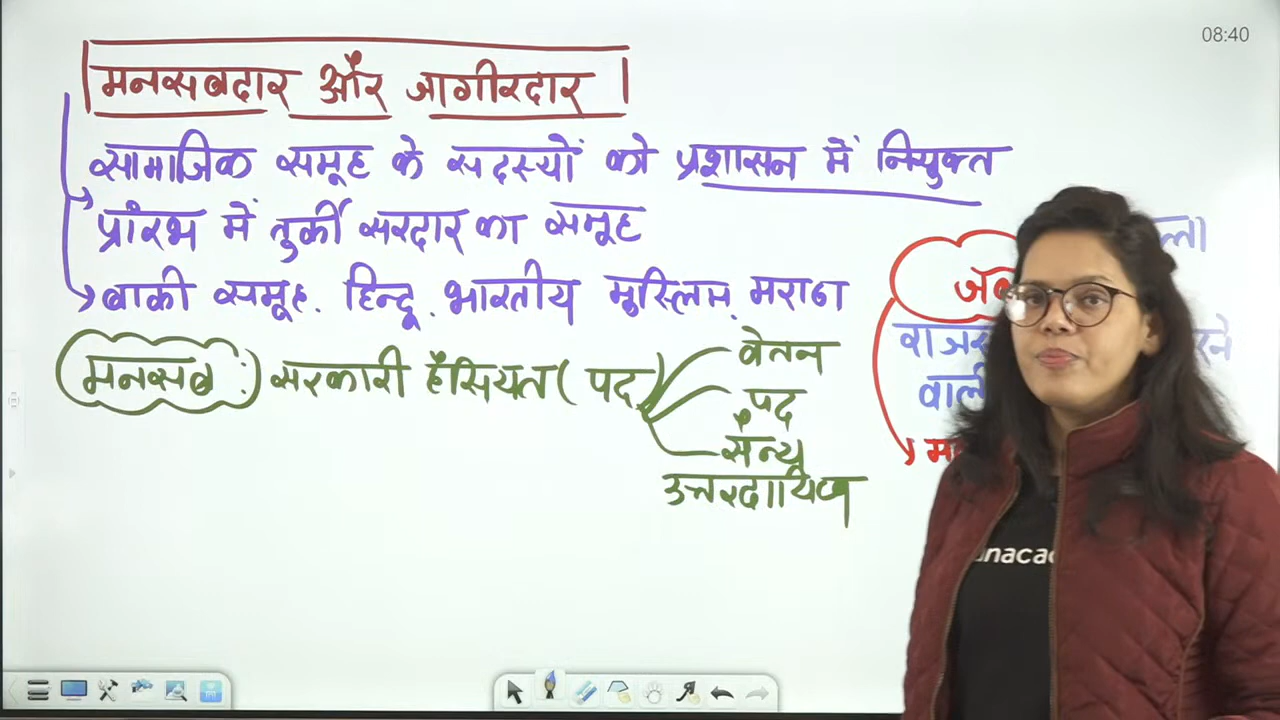 08:40
मनसबदार और जागीरदार
सामाजिक समूह के सदस्यों को प्रशासन में नियुक्त
प्रांरभ में तुर्की सरदार का समूह
बाकी समूह. हिन्दू. भारतीय मुस्लिम. मराठा
मनसब : सरकारी हैसियत ( पद )
वेतन
पद
सैन्य
उत्तरदायित्व
वाली